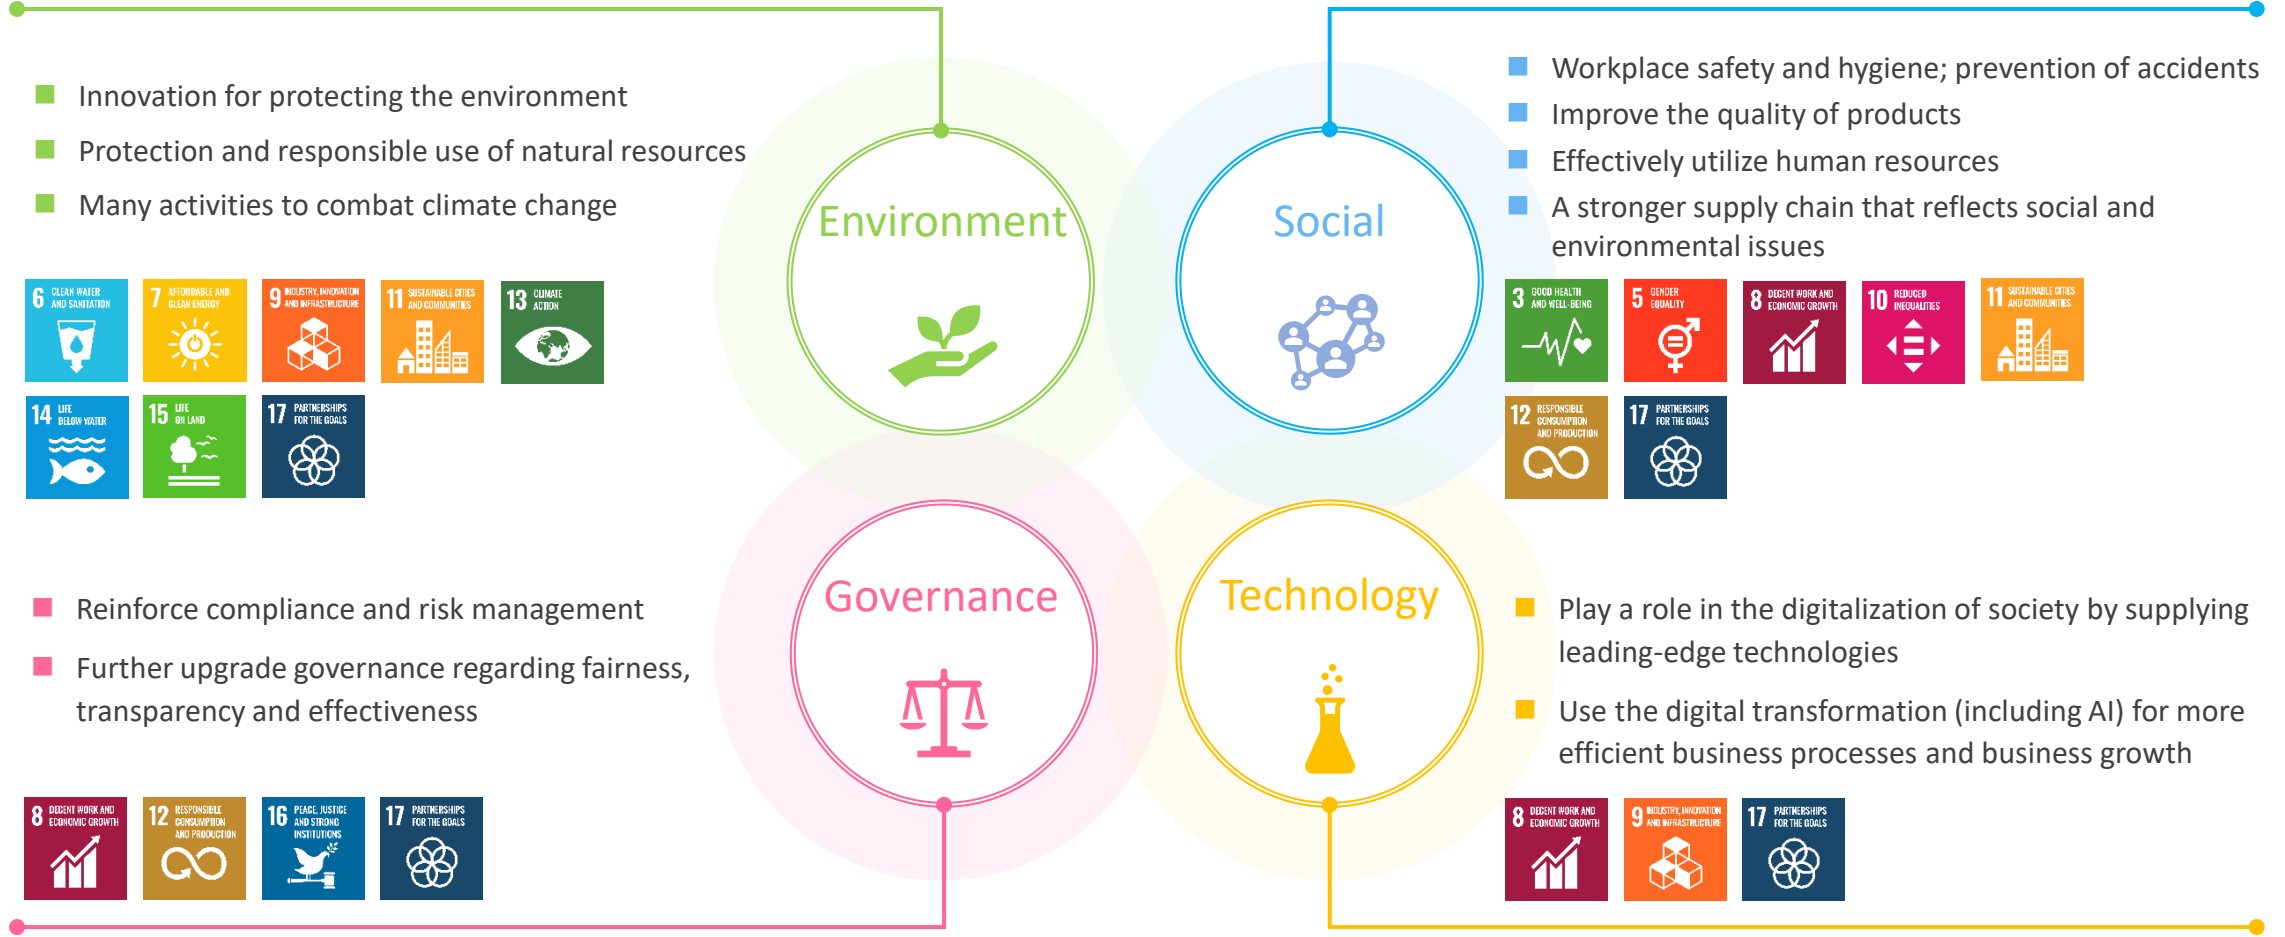 Environment
Innovation for protecting the environment
Protection and responsible use of natural resources
Many activities to combat climate change
6 CLEAN WATER
AND SANITATION
7 AFFORDABLE AND
CLEAN ENERGY
9 INDUSTRY, INNOVATION
AND INFRASTRUCTURE
11 SUSTAINABLE CITIES
AND COMMUNITIES
13 CLIMATE
ACTION
14 LIFE
BELOW WATER
15 LIFE
ON LAND
17 PARTNERSHIPS
FOR THE GOALS
Social
Workplace safety and hygiene; prevention of accidents
Improve the quality of products
Effectively utilize human resources
A stronger supply chain that reflects social and
environmental issues
3 GOOD HEALTH
AND WELL-BEING
5 GENDER
EQUALITY
8 DECENT WORK AND
ECONOMIC GROWTH
10 REDUCED
INEQUALITIES
11 SUSTAINABLE CITIES
AND COMMUNITIES
12 RESPONSIBLE
CONSUMPTION
AND PRODUCTION
17 PARTNERSHIPS
FOR THE GOALS
Governance
Reinforce compliance and risk management
Further upgrade governance regarding fairness,
transparency and effectiveness
8 DECENT WORK AND
ECONOMIC GROWTH
12 RESPONSIBLE
CONSUMPTION
AND PRODUCTION
16 PEACE, JUSTICE
AND STRONG
INSTITUTIONS
17 PARTNERSHIPS
FOR THE GOALS
Technology
Play a role in the digitalization of society by supplying
leading-edge technologies
Use the digital transformation (including AI) for more
efficient business processes and business growth
8 DECENT WORK AND
ECONOMIC GROWTH
9 INDUSTRY, INNOVATION
AND INFRASTRUCTURE
17 PARTNERSHIPS
FOR THE GOALS